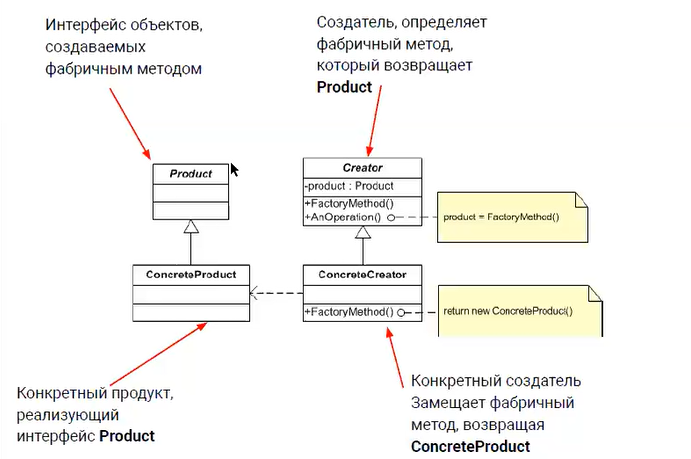 Интерфейс объектов,
создаваемых
фабричным методом
Создатель, определяет
фабричный метод,
который возвращает
Product
Product
Creator
-product : Product
+FactoryMethod()
+AnOperation()
product = FactoryMethod()
ConcreteProduct
ConcreteCreator
+FactoryMethod()
return new ConcreteProduct()
Конкретный продукт,
реализующий
интерфейс Product
Конкретный создатель
Замещает фабричный
метод, возвращая
ConcreteProduct